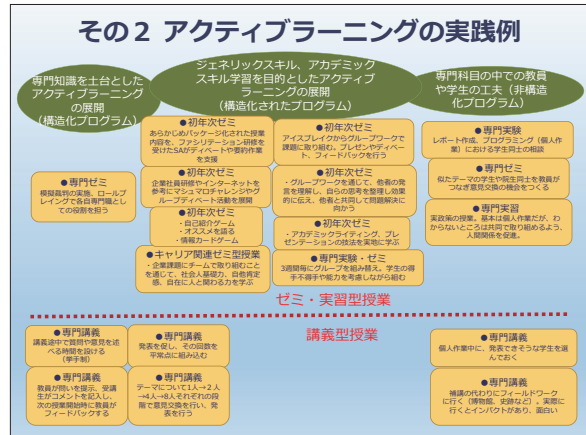 その２ アクティブラーニングの実践例
専門知識を土台とした
アクティブラーニング
の展開
（構造化プログラム）
ジェネリックスキル、アカデミック
スキル学習を目的としたアクティブ
ラーニングの展開
（構造化されたプログラム）
専門科目の中での教員
や学生の工夫（非構造
化プログラム）
●専門ゼミ
模擬裁判の実施、ロールプ
レイングで各自専門職とし
ての役割を担う
●初年次ゼミ
あらかじめパッケージ化された授業
内容を、ファシリテーション研修を
受けたSAがディベートや要約作業
を支援
●初年次ゼミ
企業社員研修やインターネットを
参考にマシュマロチャレンジやグ
ループディベート活動を展開
●初年次ゼミ
・自己紹介ゲーム
・オススメを語る
・情報カードゲーム
●キャリア関連ゼミ型授業
・企業課題にチームで取り組むこと
を通じて、社会人基礎力、自他肯定
感、自在に人と関わる力を学ぶ
●初年次ゼミ
アイスブレイクからグループワークで
課題に取り組む。プレゼンやディベー
ト、フィードバックを行う
●初年次ゼミ
・グループワークを通じて、他者の発
言を理解し、自らの思考を整理し効果
的に伝え、他者と共同して問題解決に
向かう
●初年次ゼミ
・アカデミックライティング、プレ
ゼンテーションの技法を実地に学ぶ
●専門実験・ゼミ
3週間毎にグループを組み替え。学生の得
手不得手や能力を考慮しながら組む
●専門実験
レポート作成、プログラミング（個人作
業）における学生同士の相談
●専門ゼミ
似たテーマの学生や院生同士を教員が
つなぎ意見交換の機会をつくる
●専門実習
実政策の授業。基本は個人作業だが、わ
からないところは共同で取り組めるよう、
人間関係を促進。
ゼミ・実習型授業
講義型授業
●専門講義
講義途中で質問や意見を述
べる時間を設ける
（挙手制）
●専門講義
発表を促し、その回数を
平常点に組み込む
●専門講義
教員が問いを提示、受講
生がコメントを記入し、
次の授業開始時に教員が
フィードバックする
●専門講義
テーマについて1人→2人
→4人→8人それぞれの段
階で意見交換を行い、発
表を行う
●専門講義
個人作業中に、発表できそうな学生を選
んでおく
●専門講義
補講の代わりにフィールドワーク
に行く（博物館、史跡など）。実際に
行くとインパクトがあり、面白い